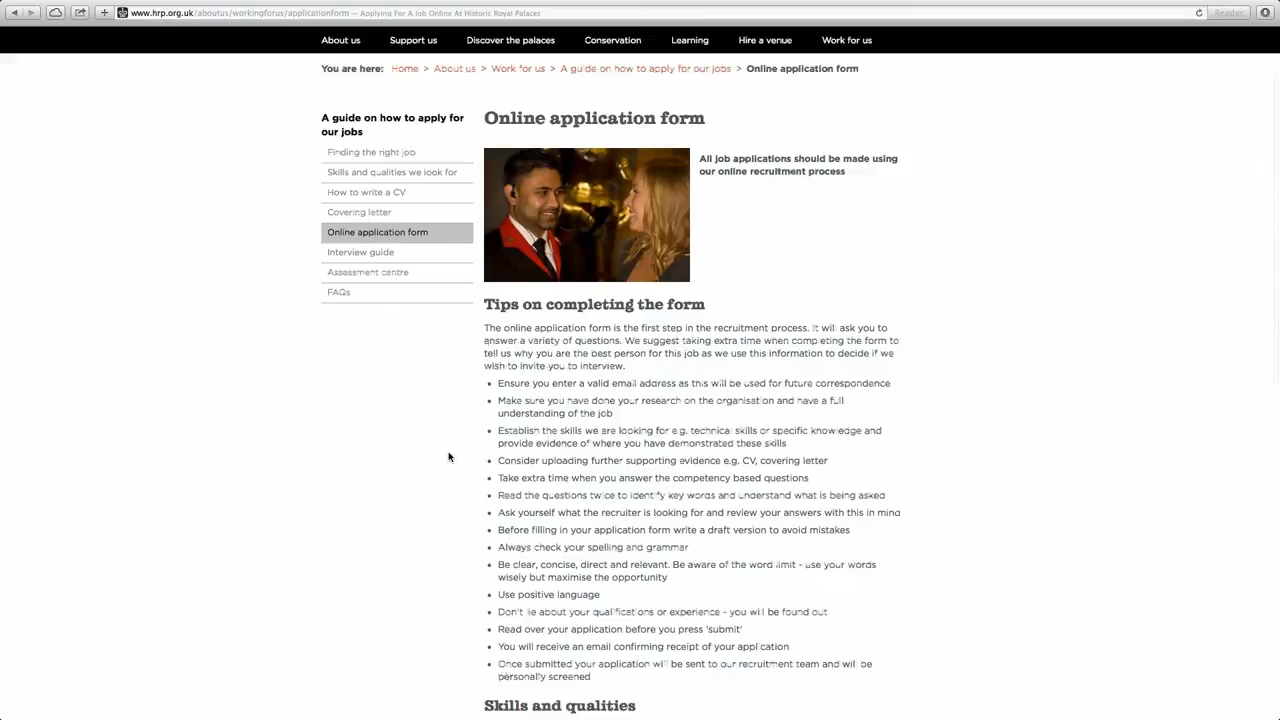 www.hrp.org.uk/aboutus/workingforus/applicationform — Applying For A Job Online At Historic Royal Palaces
Reader
About us Support us Discover the palaces Conservation Learning Hire a venue Work for us
You are here: Home > About us > Work for us > A guide on how to apply for our jobs > Online application form
A guide on how to apply for
our jobs
Finding the right job
Skills and qualities we look for
How to write a CV
Covering letter
Online application form
Interview guide
Assessment centre
FAQs
Online application form
All job applications should be made using
our online recruitment process
Tips on completing the form
The online application form is the first step in the recruitment process. It will ask you to
answer a variety of questions. We suggest taking extra time when completing the form to
tell us why you are the best person for this job as we use this information to decide if we
wish to invite you to interview.
• Ensure you enter a valid email address as this will be used for future correspondence
• Make sure you have done your research on the organisation and have a full
understanding of the job
• Establish the skills we are looking for e.g. technical skills or specific knowledge and
provide evidence of where you have demonstrated these skills
• Consider uploading further supporting evidence e.g. CV, covering letter
• Take extra time when you answer the competency based questions
• Read the questions twice to identify key words and understand what is being asked
• Ask yourself what the recruiter is looking for and review your answers with this in mind
• Before filling in your application form write a draft version to avoid mistakes
• Always check your spelling and grammar
• Be clear, concise, direct and relevant. Be aware of the word limit - use your words
wisely but maximise the opportunity
• Use positive language
• Don't lie about your qualifications or experience - you will be found out
• Read over your application before you press 'submit'
• You will receive an email confirming receipt of your application
• Once submitted your application will be sent to our recruitment team and will be
personally screened
Skills and qualities